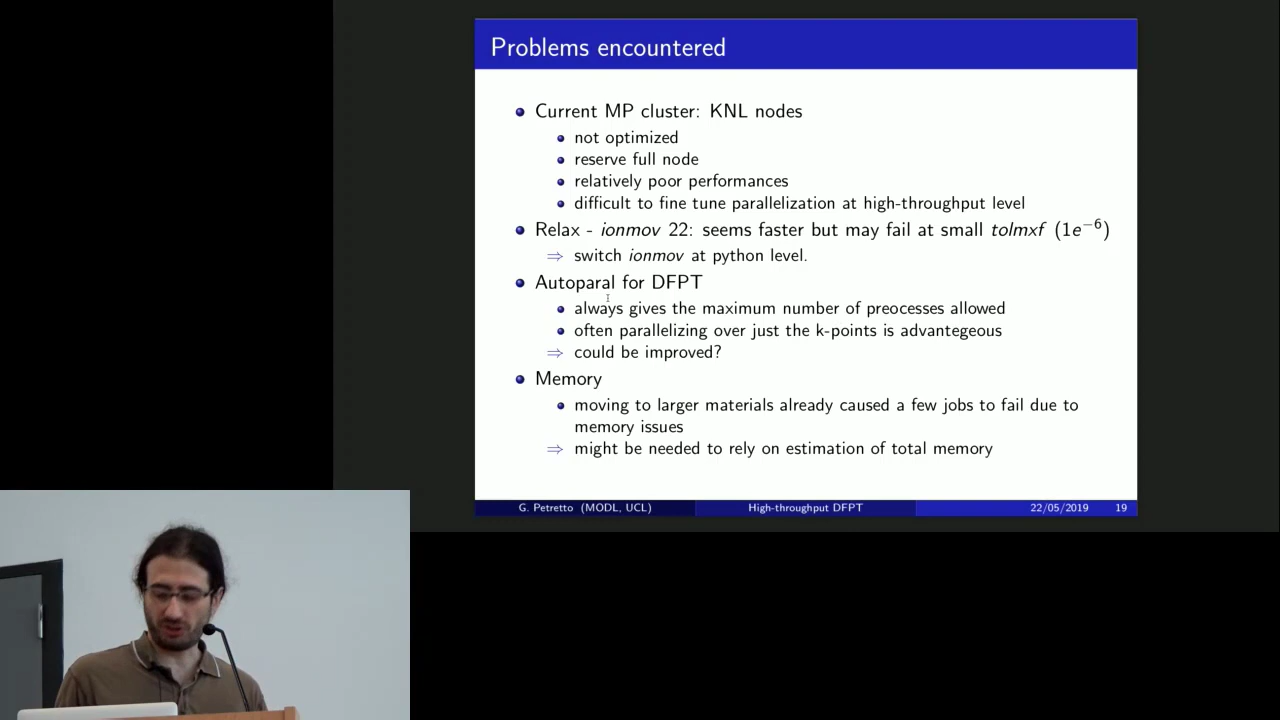 Problems encountered
Current MP cluster: KNL nodes
not optimized
reserve full node
relatively poor performances
difficult to fine tune parallelization at high-throughput level
Relax - ionmov 22: seems faster but may fail at small tolmxf (1e⁻⁶)
⇒ switch ionmov at python level.
Autoparal for DFPT
always gives the maximum number of preocesses allowed
often parallelizing over just the k-points is advantegeous
⇒ could be improved?
Memory
moving to larger materials already caused a few jobs to fail due to
memory issues
⇒ might be needed to rely on estimation of total memory
G. Petretto (MODL, UCL) High-throughput DFPT 22/05/2019 19